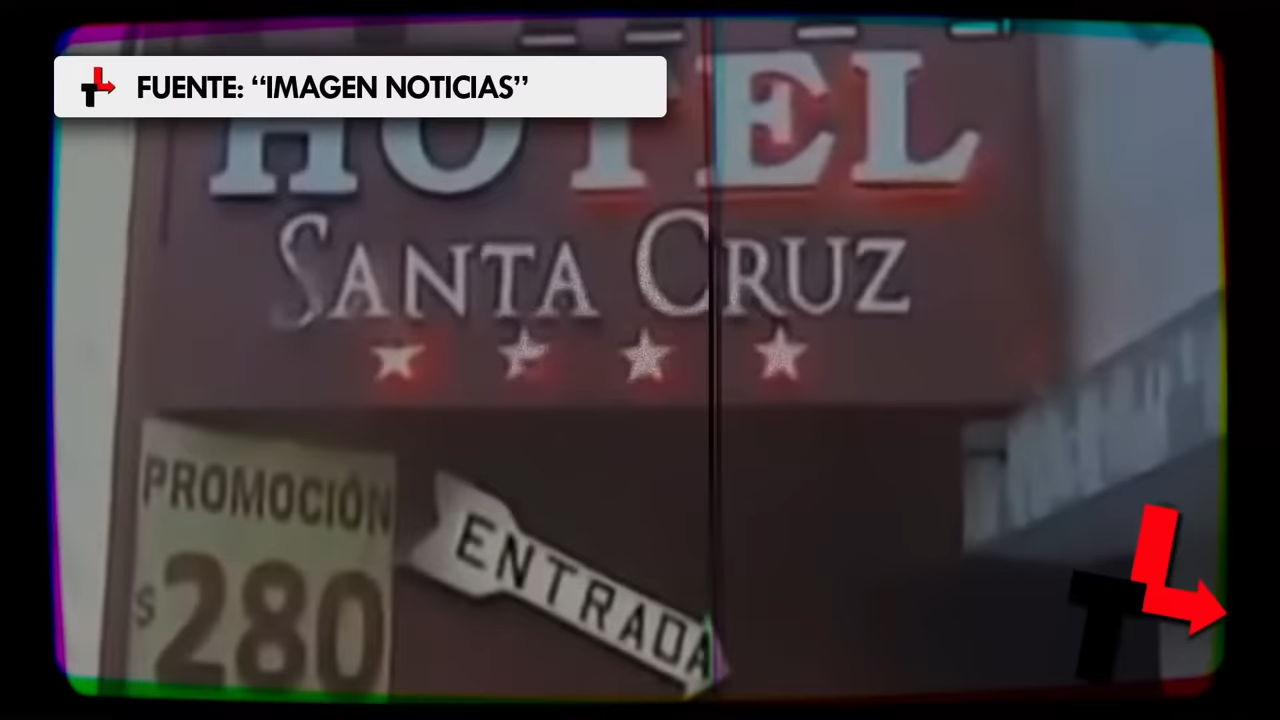 FUENTE: “IMAGEN NOTICIAS”
HOTEL
SANTA CRUZ
PROMOCIÓN
$280
ENTRADA